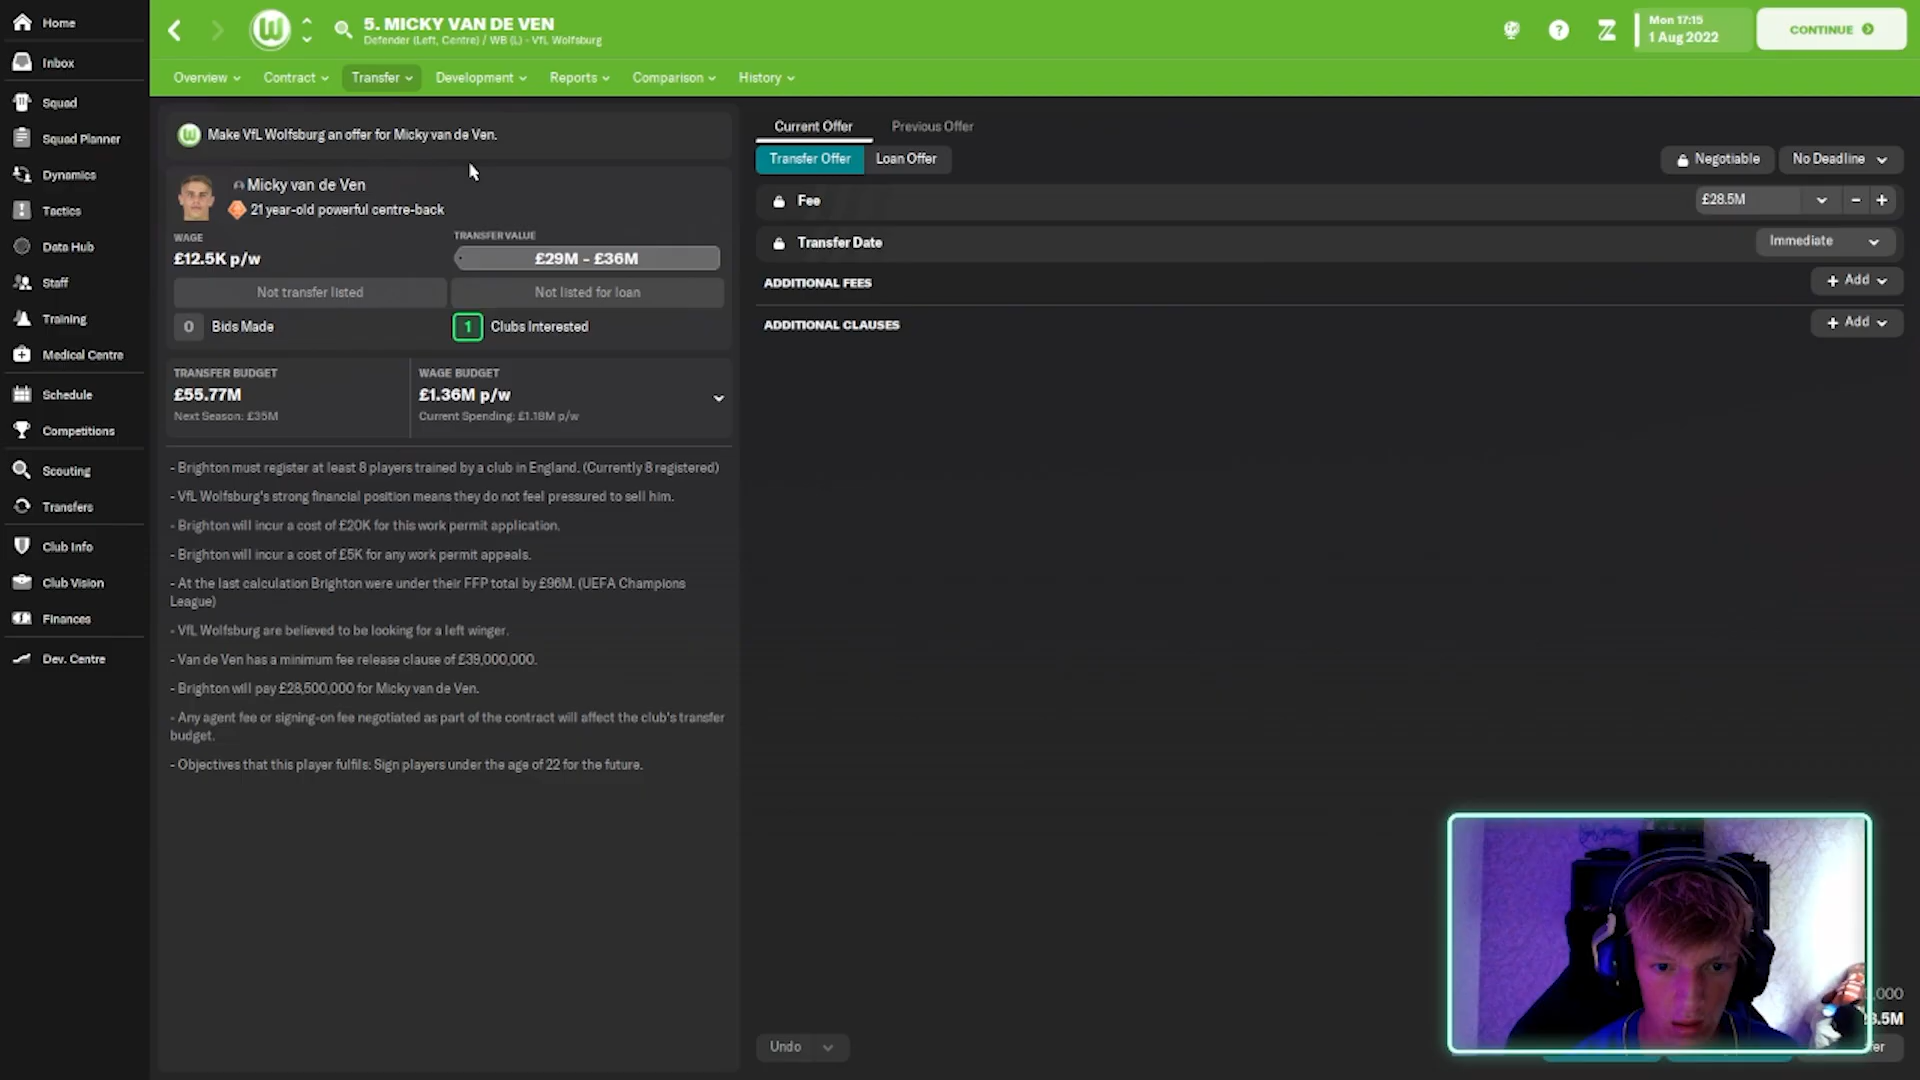 Home
Inbox
Squad
Squad Planner
Dynamics
Tactics
Data Hub
Staff
Training
Medical Centre
Schedule
Competitions
Scouting
Transfers
Club Info
Club Vision
Finances
Dev. Centre
5. MICKY VAN DE VEN
Defender (Left, Centre) / WB (L) - VfL Wolfsburg
Mon 17:15
1 Aug 2022
CONTINUE
Overview
Contract
Transfer
Development
Reports
Comparison
History
Make VfL Wolfsburg an offer for Micky van de Ven.
Micky van de Ven
21 year-old powerful centre-back
WAGE
£12.5K p/w
TRANSFER VALUE
£29M - £36M
Not transfer listed
Not listed for loan
0 Bids Made
1 Clubs Interested
TRANSFER BUDGET
£55.77M
Next Season: £35M
WAGE BUDGET
£1.36M p/w
Current Spending: £1.18M p/w
- Brighton must register at least 8 players trained by a club in England. (Currently 8 registered)
- VfL Wolfsburg's strong financial position means they do not feel pressured to sell him.
- Brighton will incur a cost of £20K for this work permit application.
- Brighton will incur a cost of £5K for any work permit appeals.
- At the last calculation Brighton were under their FFP total by £96M. (UEFA Champions
League)
- VfL Wolfsburg are believed to be looking for a left winger.
- Van de Ven has a minimum fee release clause of £39,000,000.
- Brighton will pay £28,500,000 for Micky van de Ven.
- Any agent fee or signing-on fee negotiated as part of the contract will affect the club's transfer
budget.
- Objectives that this player fulfils: Sign players under the age of 22 for the future.
Current Offer
Previous Offer
Transfer Offer
Loan Offer
Negotiable
No Deadline
Fee
£28.5M
Transfer Date
Immediate
ADDITIONAL FEES
+ Add
ADDITIONAL CLAUSES
+ Add
Undo